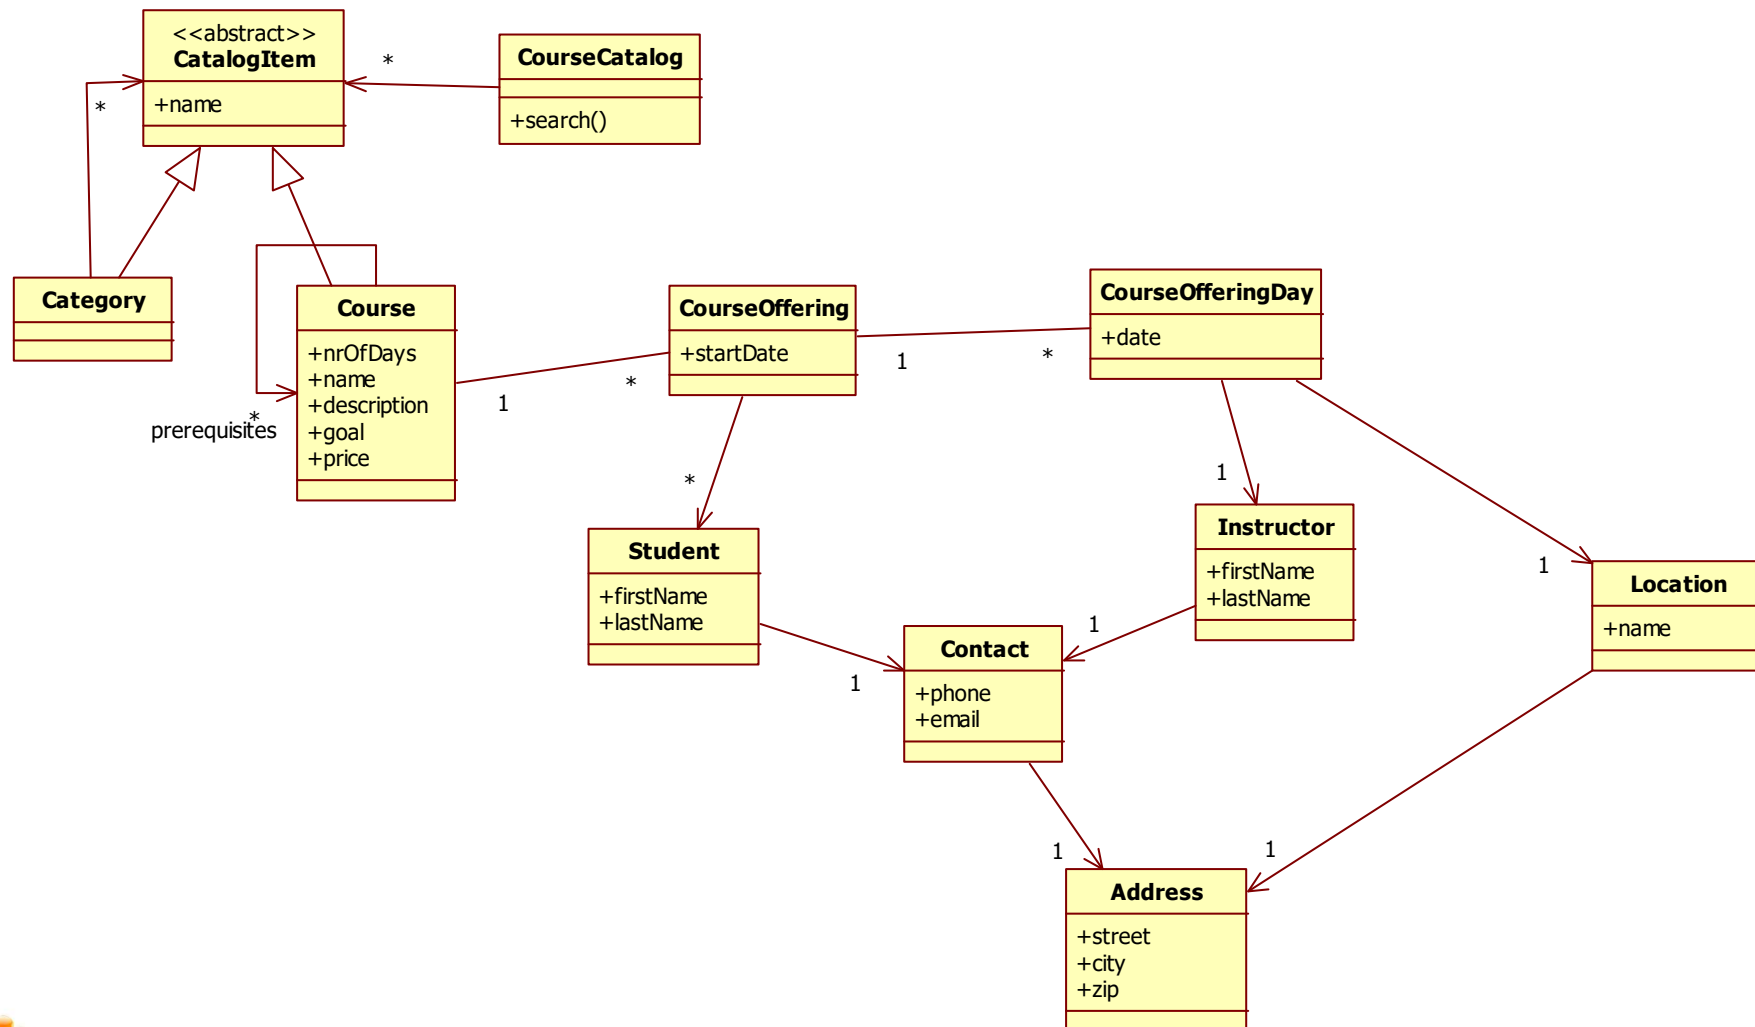 <<abstract>>
CatalogItem
+name
*
*
CourseCatalog
+search()
Category
Course
+nrOfDays
+name
+description
+goal
+price
*
prerequisites
1
*
CourseOffering
+startDate
1
*
CourseOfferingDay
+date
*
1
1
Student
+firstName
+lastName
Instructor
+firstName
+lastName
Location
+name
1
1
Contact
+phone
+email
1
1
Address
+street
+city
+zip